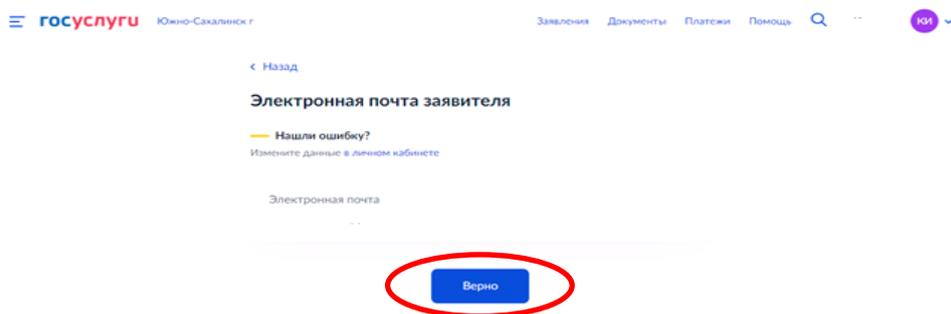 госуслуги Южно-Сахалинск г Заявления Документы Платежи Помощь КИ
Назад
Электронная почта заявителя
Нашли ошибку?
Измените данные в личном кабинете
Электронная почта
Верно